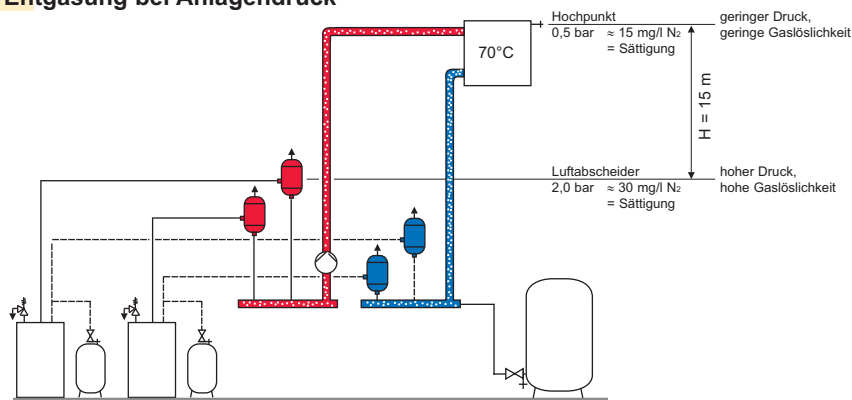 Entgasung bei Anlagendruck
Hochpunkt
0,5 bar ≈ 15 mg/l N₂
= Sättigung
geringer Druck,
geringe Gaslöslichkeit
70°C
H = 15 m
Luftabscheider
2,0 bar ≈ 30 mg/l N₂
= Sättigung
hoher Druck,
hohe Gaslöslichkeit